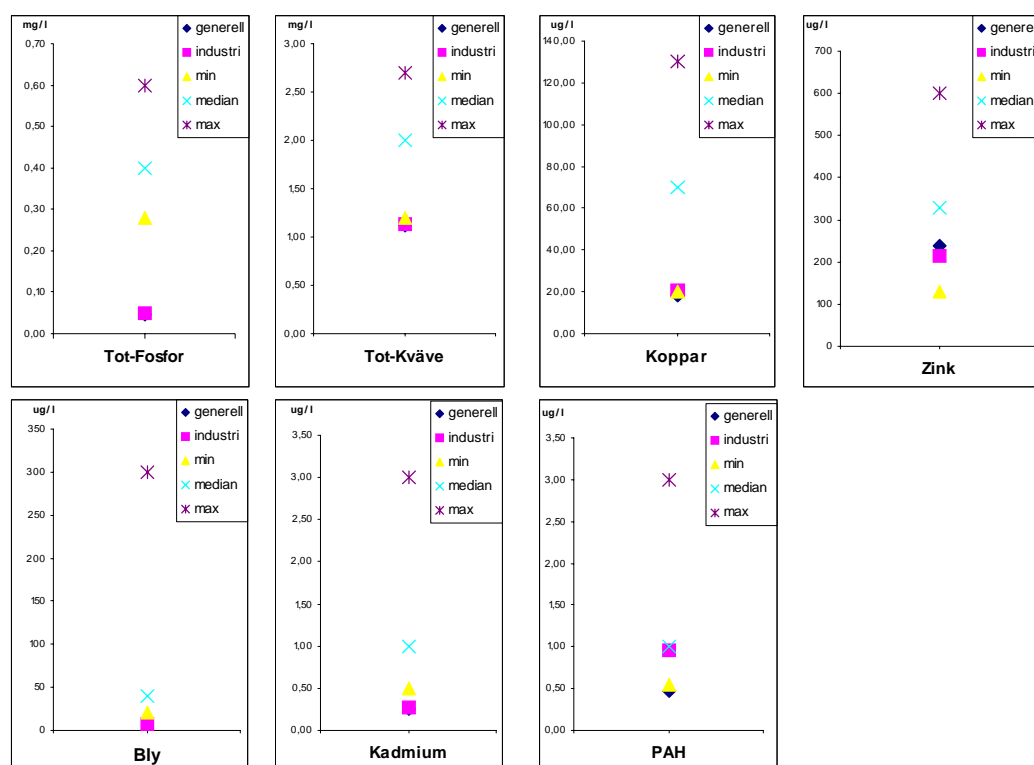 mg/l
0,70
0,60
0,50
0,40
0,30
0,20
0,10
0,00
generell
industri
min
median
max
Tot-Fosfor
mg/l
3,00
2,50
2,00
1,50
1,00
0,50
0,00
generell
industri
min
median
max
Tot-Kväve
ug/l
140,00
120,00
100,00
80,00
60,00
40,00
20,00
0,00
generell
industri
min
median
max
Koppar
ug/l
700
600
500
400
300
200
100
0
generell
industri
min
median
max
Zink
ug/l
350
300
250
200
150
100
50
0
generell
industri
min
median
max
Bly
ug/l
3,50
3,00
2,50
2,00
1,50
1,00
0,50
0,00
generell
industri
min
median
max
Kadmium
ug/l
3,50
3,00
2,50
2,00
1,50
1,00
0,50
0,00
generell
industri
min
median
max
PAH